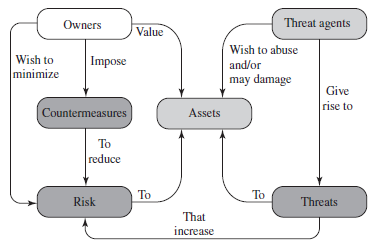 Owners
Threat agents
Value
Wish to
minimize
Impose
Wish to abuse
and/or
may damage
Give
rise to
Countermeasures
Assets
To
reduce
Risk
To
To
Threats
That
increase